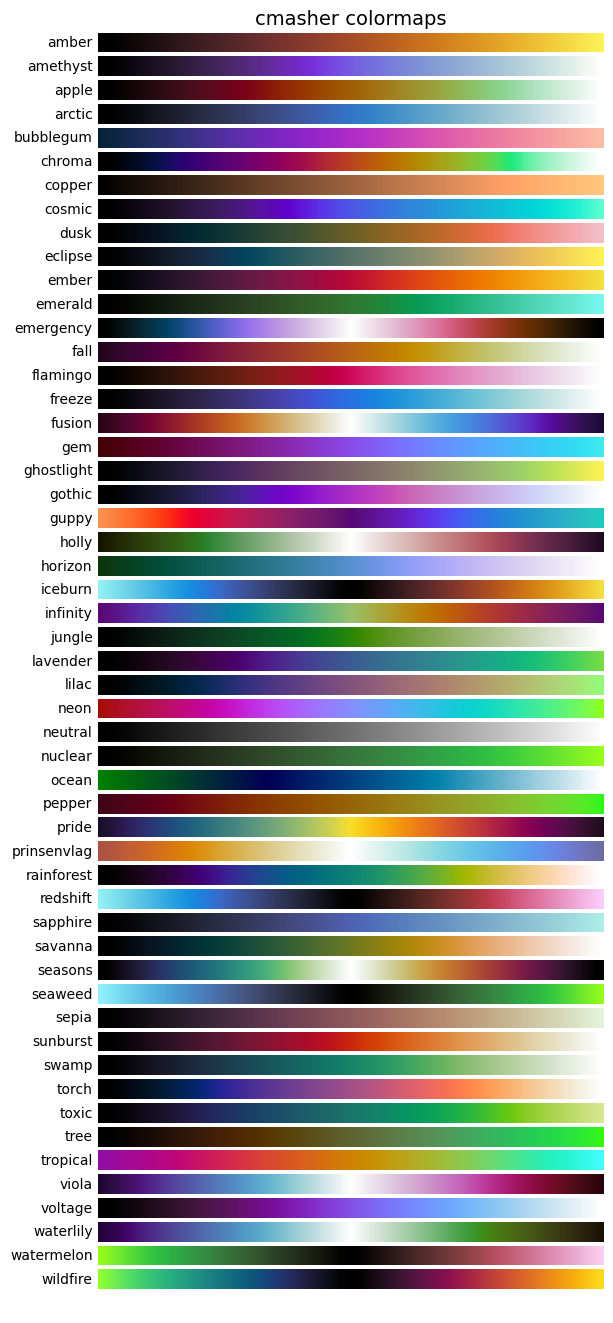 cmasher colormaps
amber
amethyst
apple
arctic
bubblegum
chroma
copper
cosmic
dusk
eclipse
ember
emerald
emergency
fall
flamingo
freeze
fusion
gem
ghostlight
gothic
guppy
holly
horizon
iceburn
infinity
jungle
lavender
lilac
neon
neutral
nuclear
ocean
pepper
pride
prinsenvlag
rainforest
redshift
sapphire
savanna
seasons
seaweed
sepia
sunburst
swamp
torch
toxic
tree
tropical
viola
voltage
waterlily
watermelon
wildfire